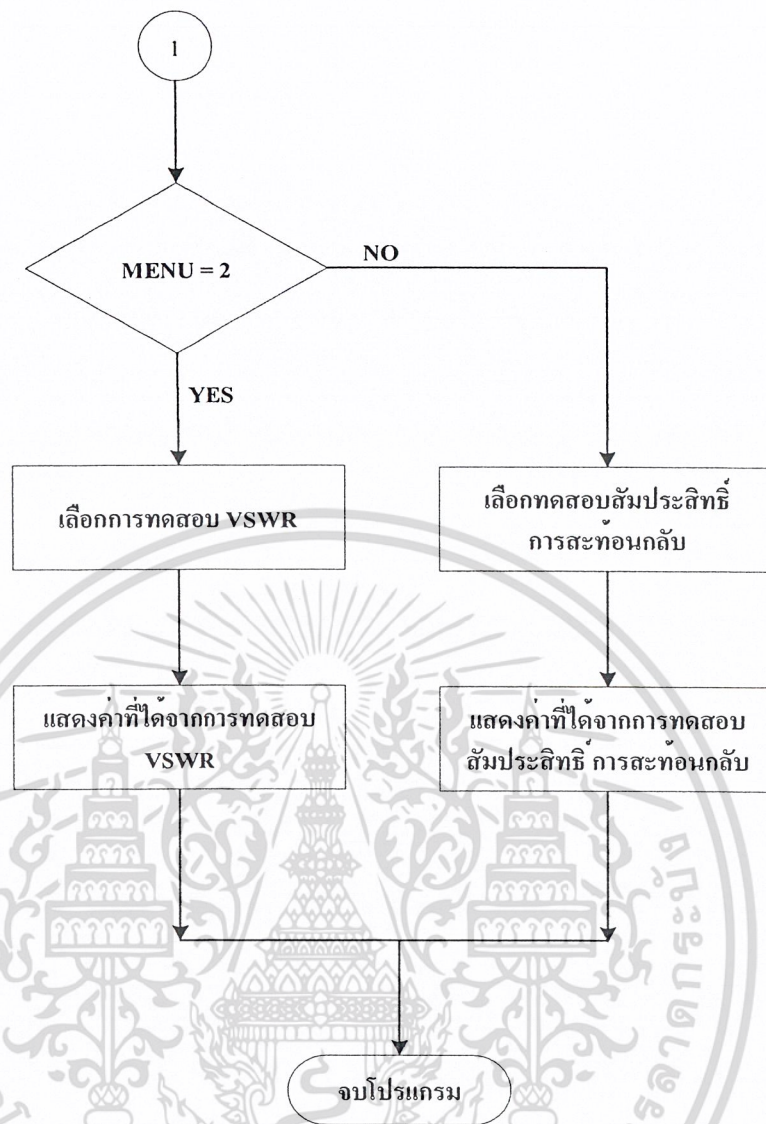 1
MENU = 2
NO
YES
เลือกการทดสอบ VSWR
เลือกทดสอบสัมประสิทธิ์
การสะท้อนกลับ
แสดงค่าที่ได้จากการทดสอบ
VSWR
แสดงค่าที่ได้จากการทดสอบ
สัมประสิทธิ์ การสะท้อนกลับ
จบโปรแกรม